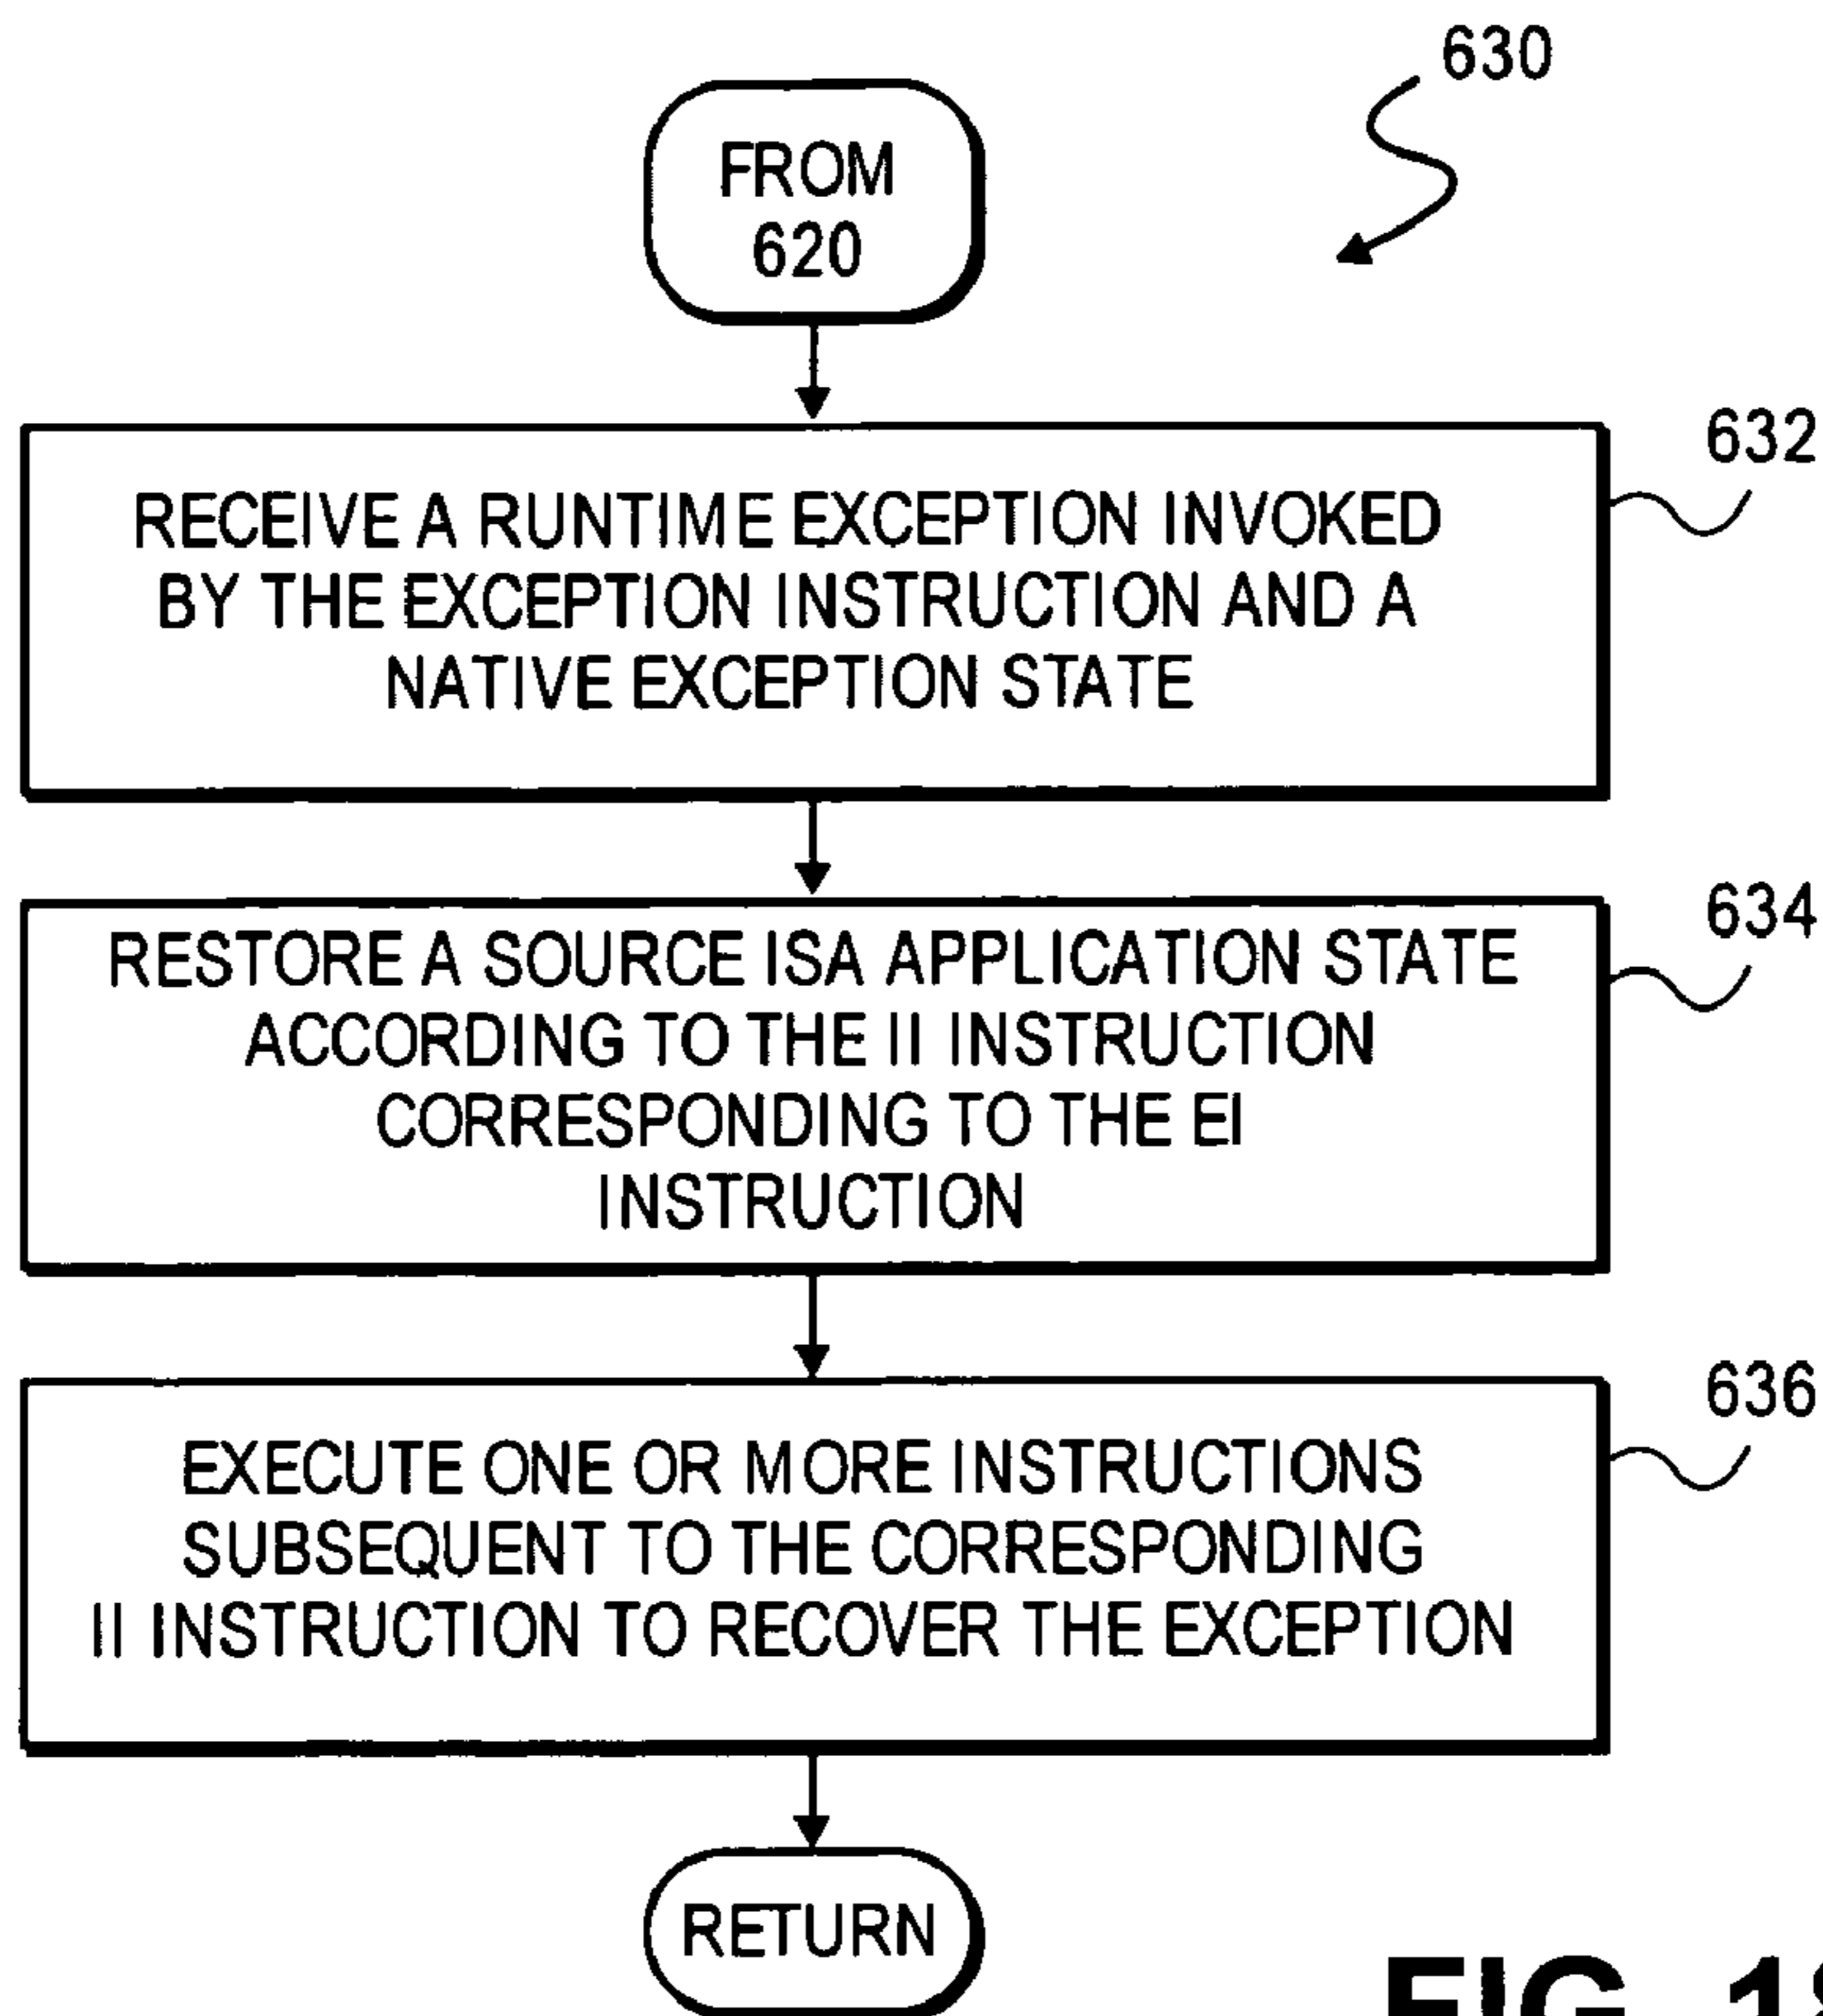 630
FROM
620
632
RECEIVE A RUNTIME EXCEPTION INVOKED
BY THE EXCEPTION INSTRUCTION AND A
NATIVE EXCEPTION STATE
634
RESTORE A SOURCE ISA APPLICATION STATE
ACCORDING TO THE II INSTRUCTION
CORRESPONDING TO THE EI
INSTRUCTION
636
EXECUTE ONE OR MORE INSTRUCTIONS
SUBSEQUENT TO THE CORRESPONDING
II INSTRUCTION TO RECOVER THE EXCEPTION
RETURN
FIG.